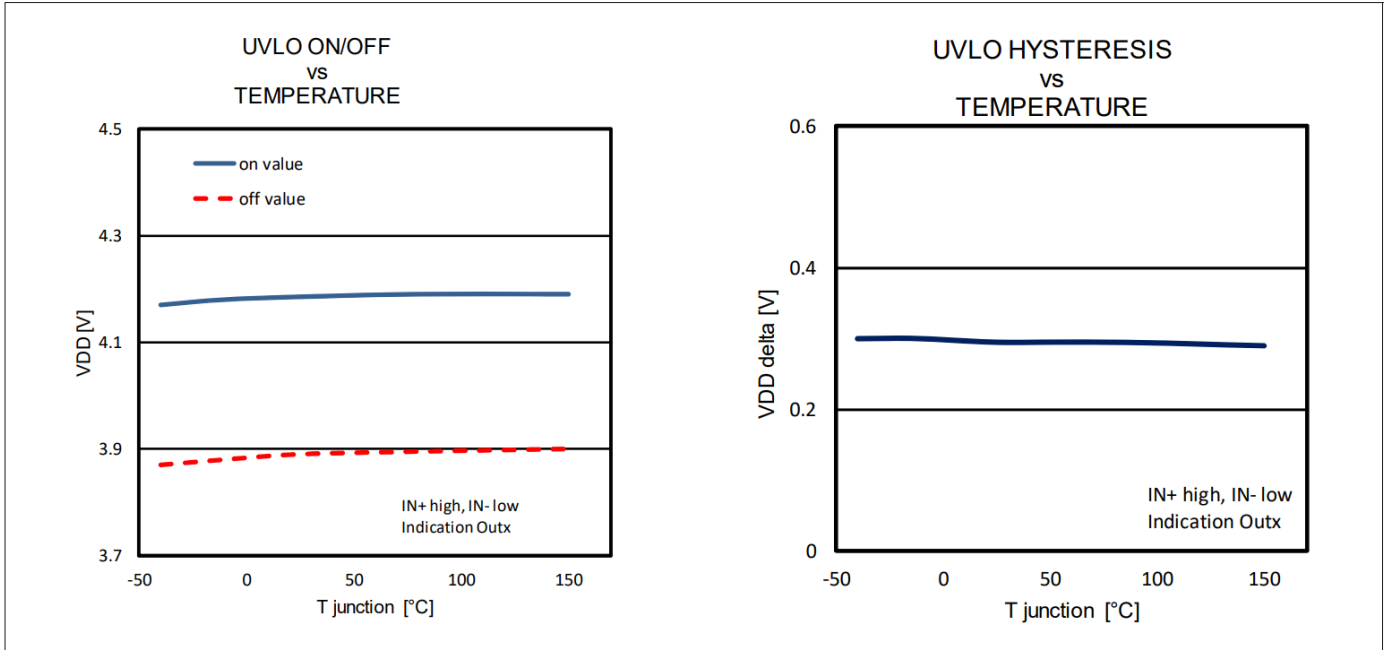 UVLO ON/OFF
vs
TEMPERATURE
4.5
on value
off value
4.3
4.1
3.9
3.7
VDD [V]
IN+ high, IN- low
Indication Outx
-50 0 50 100 150
T junction [°C]
UVLO HYSTERESIS
vs
TEMPERATURE
0.6
0.4
0.2
0
VDD delta [V]
IN+ high, IN- low
Indication Outx
-50 0 50 100 150
T junction [°C]